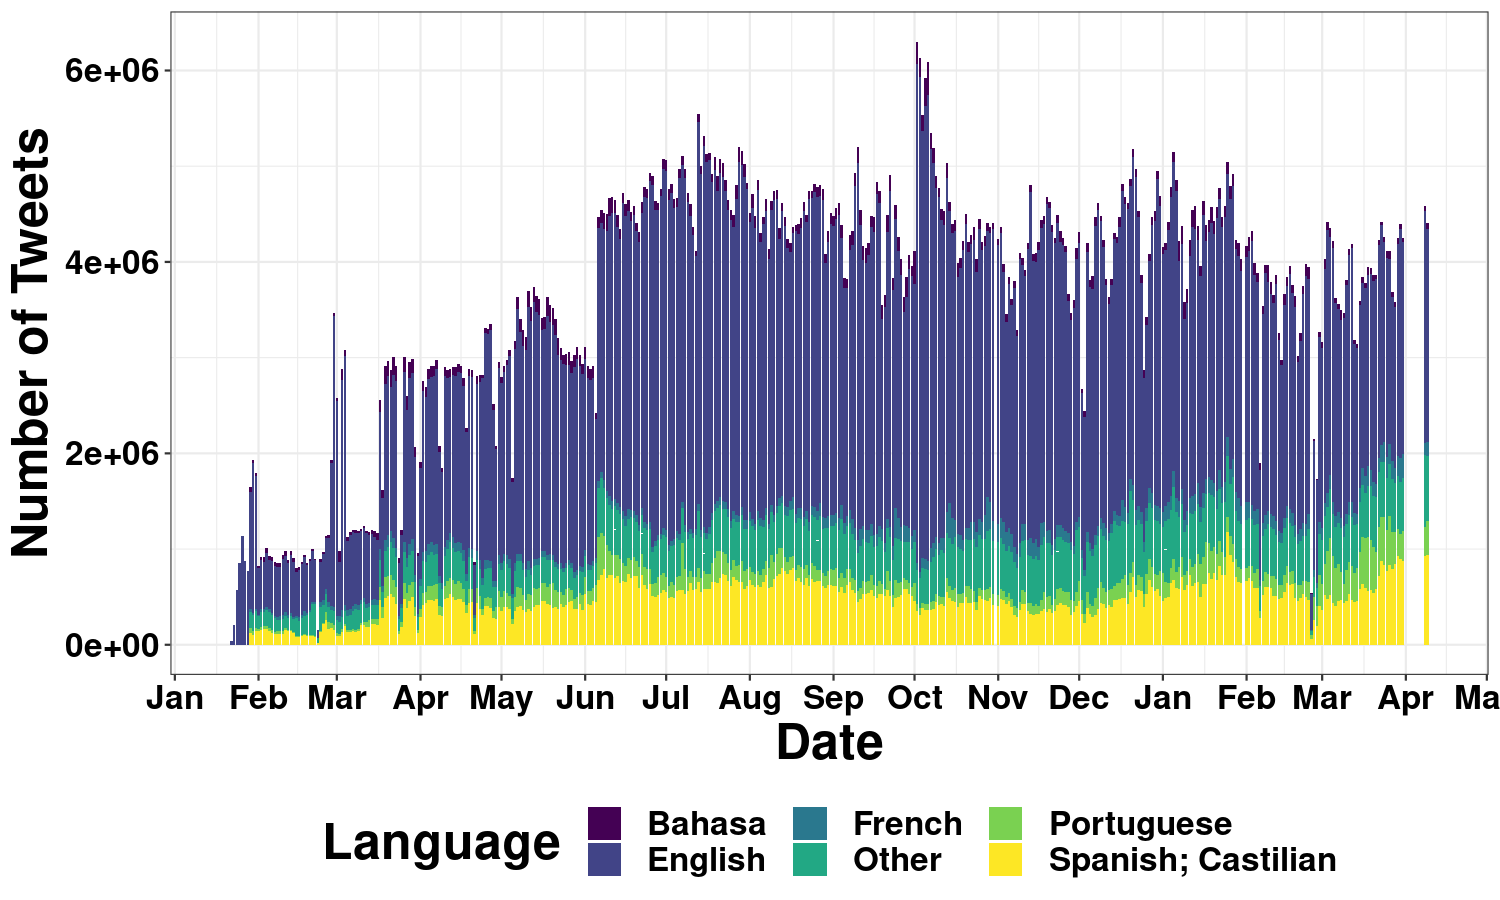 Number of Tweets
6e+06
4e+06
2e+06
0e+00
Jan Feb Mar Apr May Jun Jul Aug Sep Oct Nov Dec Jan Feb Mar Apr Ma
Date
Language
Bahasa French Portuguese
English Other Spanish; Castilian